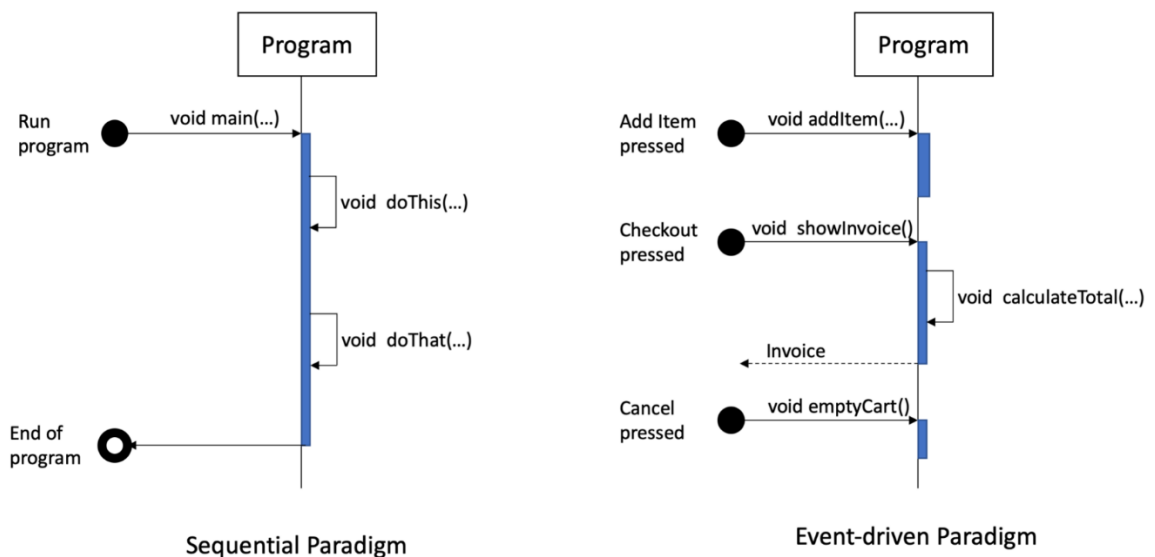 Program
Run
program
void main(...)
void doThis(...)
void doThat(...)
End of
program
Sequential Paradigm
Program
Add Item
pressed
void addItem(...)
Checkout
pressed
void showInvoice()
void calculateTotal(...)
Invoice
Cancel
pressed
void emptyCart()
Event-driven Paradigm